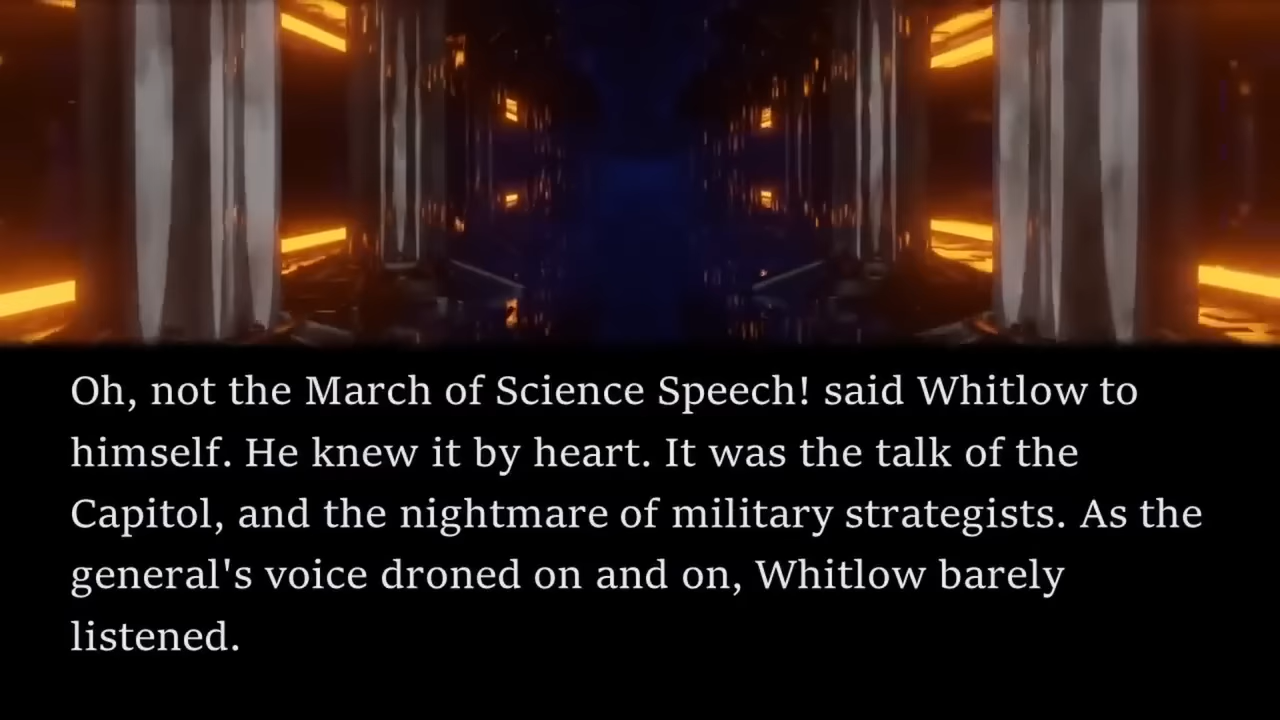 Oh, not the March of Science Speech! said Whitlow to
himself. He knew it by heart. It was the talk of the
Capitol, and the nightmare of military strategists. As the
general's voice droned on and on, Whitlow barely
listened.